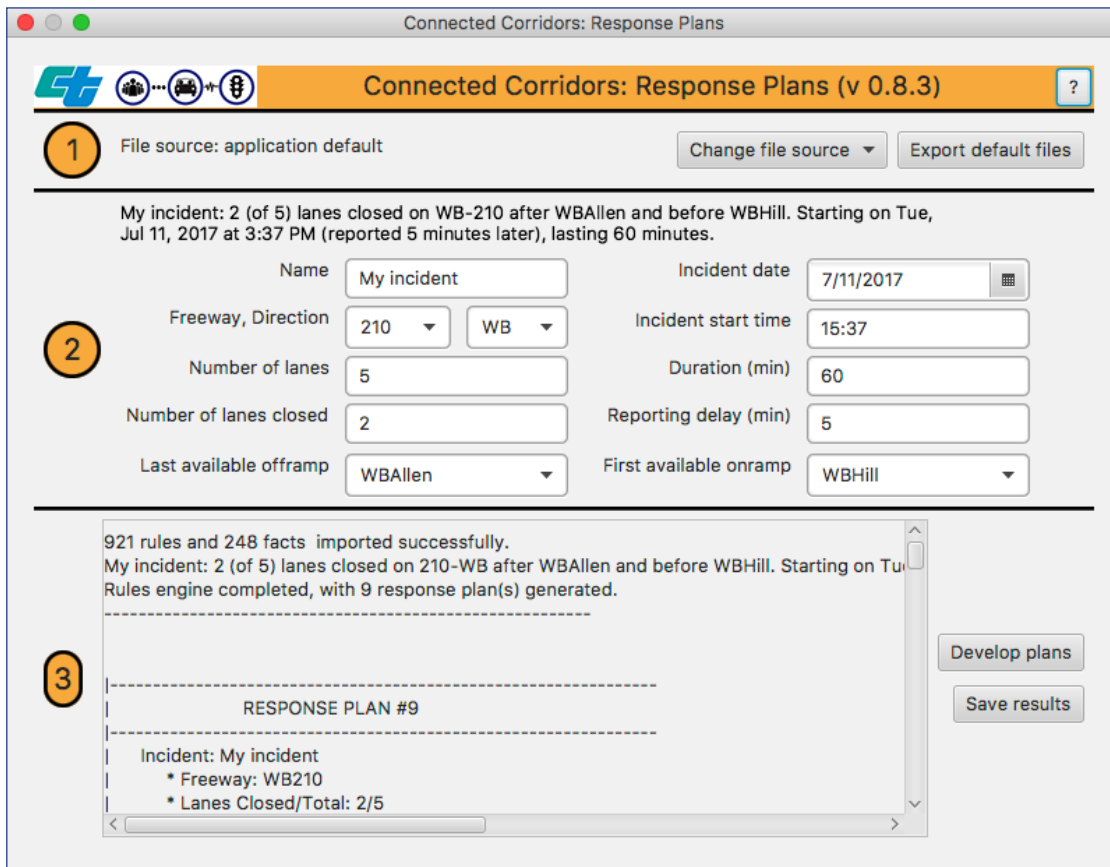 Connected Corridors: Response Plans
Connected Corridors: Response Plans (v 0.8.3)
?
1
File source: application default
Change file source
Export default files
My incident: 2 (of 5) lanes closed on WB-210 after WBAllen and before WBHill. Starting on Tue,
Jul 11, 2017 at 3:37 PM (reported 5 minutes later), lasting 60 minutes.
2
Name
My incident
Incident date
7/11/2017
Freeway, Direction
210
WB
Incident start time
15:37
Number of lanes
5
Duration (min)
60
Number of lanes closed
2
Reporting delay (min)
5
Last available offramp
WBAllen
First available onramp
WBHill
3
921 rules and 248 facts  imported successfully.
My incident: 2 (of 5) lanes closed on 210-WB after WBAllen and before WBHill. Starting on Tu
Rules engine completed, with 9 response plan(s) generated.
---------------------------------------------------------
|----------------------------------------------------------------
| RESPONSE PLAN #9
|----------------------------------------------------------------
| Incident: My incident
| * Freeway: WB210
| * Lanes Closed/Total: 2/5
Develop plans
Save results